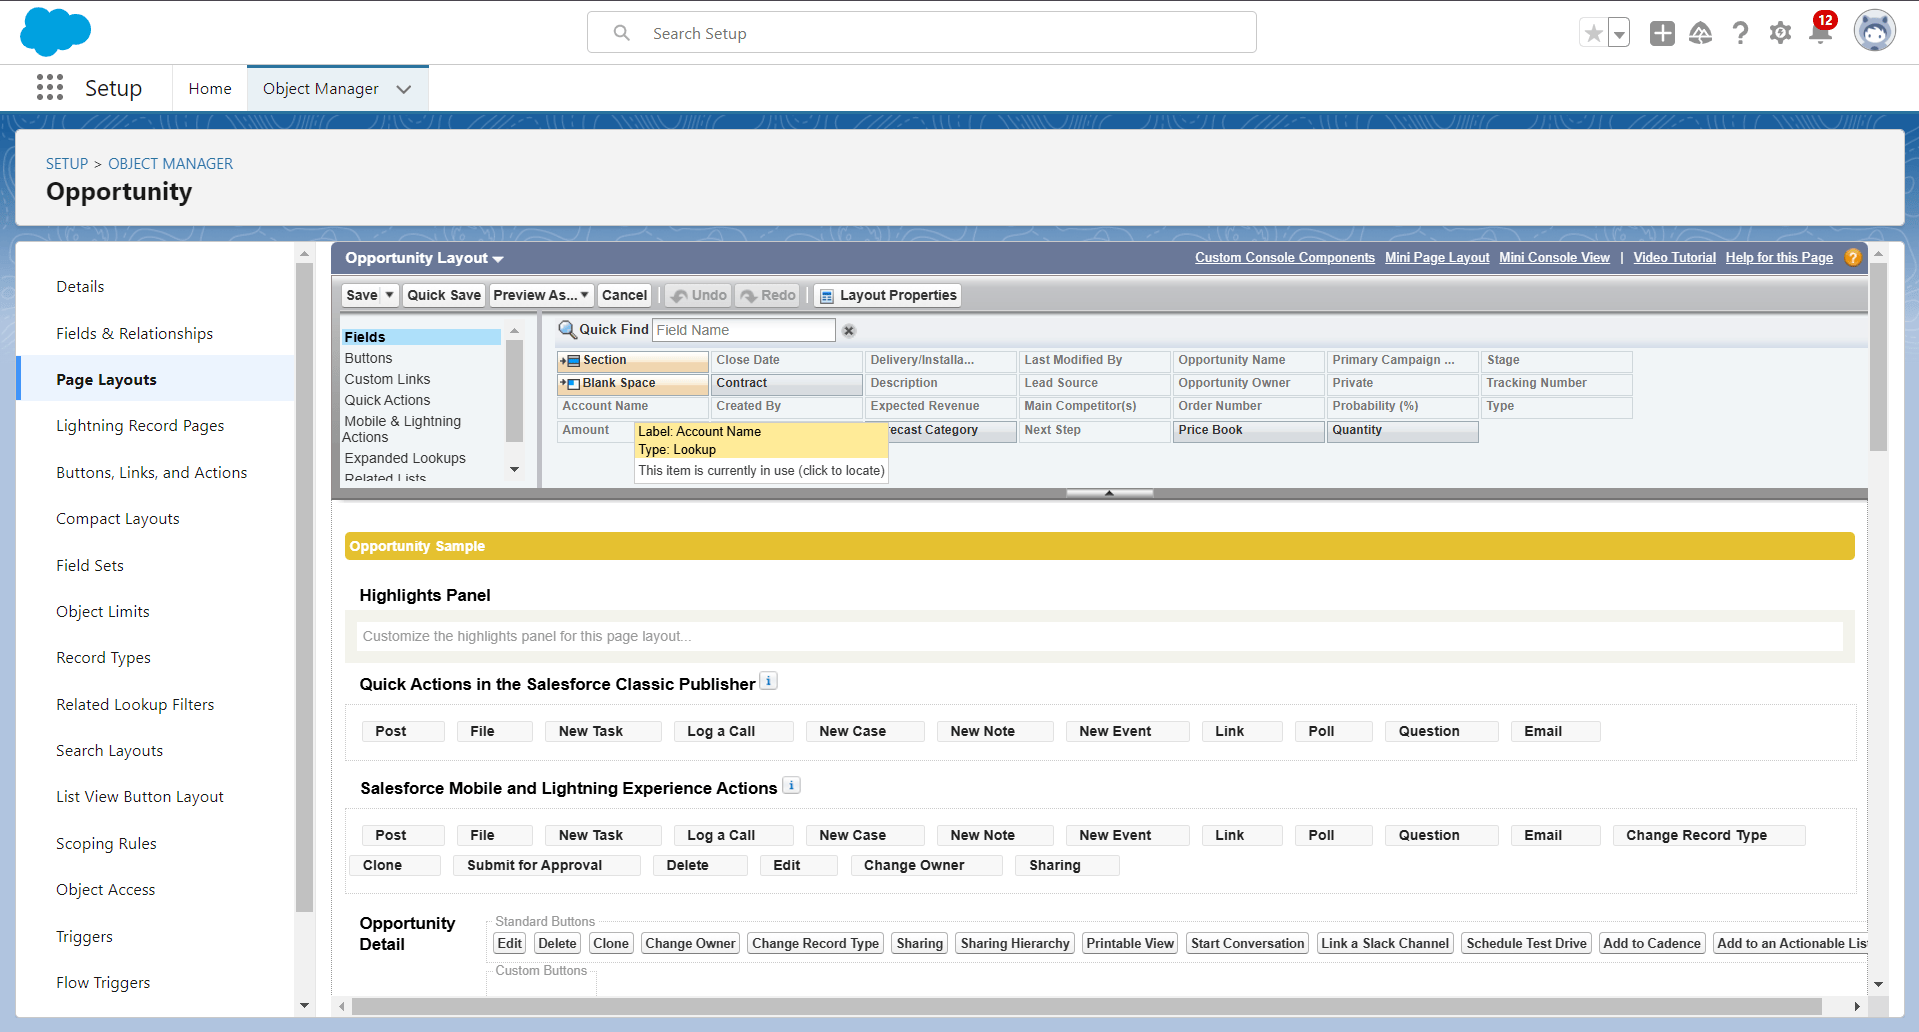 Search Setup
12
Setup
Home
Object Manager
SETUP > OBJECT MANAGER
Opportunity
Details
Fields & Relationships
Page Layouts
Lightning Record Pages
Buttons, Links, and Actions
Compact Layouts
Field Sets
Object Limits
Record Types
Related Lookup Filters
Search Layouts
List View Button Layout
Scoping Rules
Object Access
Triggers
Flow Triggers
Opportunity Layout
Custom Console Components Mini Page Layout Mini Console View | Video Tutorial Help for this Page ?
Save Quick Save Preview As... Cancel Undo Redo Layout Properties
Fields
Buttons
Custom Links
Quick Actions
Mobile & Lightning
Actions
Expanded Lookups
Related Lists
Quick Find Field Name
Section Close Date Delivery/Installa... Last Modified By Opportunity Name Primary Campaign ... Stage
Blank Space Contract Description Lead Source Opportunity Owner Private Tracking Number
Account Name Created By Expected Revenue Main Competitor(s) Order Number Probability (%) Type
Amount recast Category Next Step Price Book Quantity
Label: Account Name
Type: Lookup
This item is currently in use (click to locate)
Opportunity Sample
Highlights Panel
Customize the highlights panel for this page layout...
Quick Actions in the Salesforce Classic Publisher i
Post File New Task Log a Call New Case New Note New Event Link Poll Question Email
Salesforce Mobile and Lightning Experience Actions i
Post File New Task Log a Call New Case New Note New Event Link Poll Question Email Change Record Type
Clone Submit for Approval Delete Edit Change Owner Sharing
Opportunity
Detail
Standard Buttons
Edit Delete Clone Change Owner Change Record Type Sharing Sharing Hierarchy Printable View Start Conversation Link a Slack Channel Schedule Test Drive Add to Cadence Add to an Actionable Lis
Custom Buttons